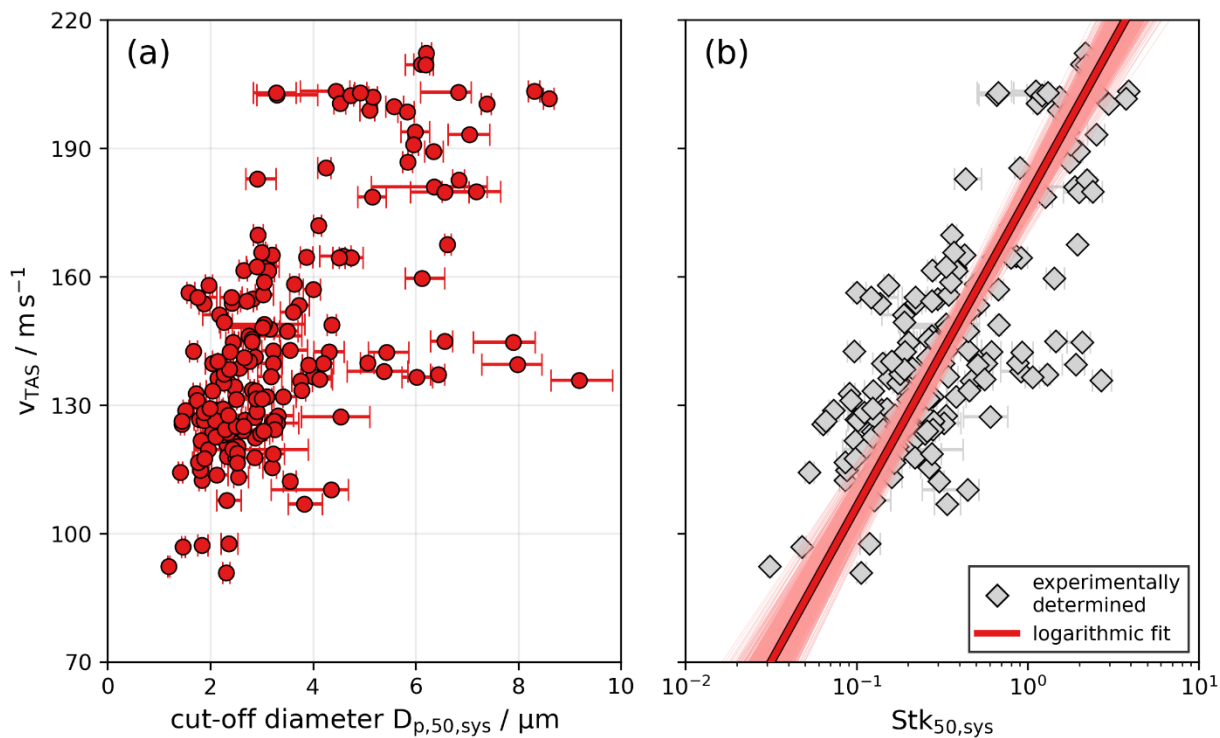 (a)
220
190
160
130
100
70
v_TAS / m s⁻¹
0
2
4
6
8
10
cut-off diameter D_p,50,sys / μm
(b)
experimentally
determined
logarithmic fit
10⁻²
10⁻¹
10⁰
10¹
Stk_50,sys